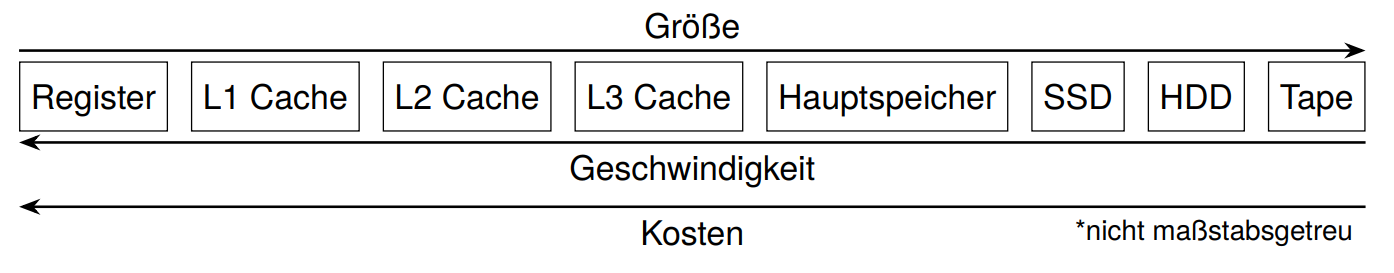 Größe
Register L1 Cache L2 Cache L3 Cache Hauptspeicher SSD HDD Tape
Geschwindigkeit
Kosten
*nicht maßstabsgetreu